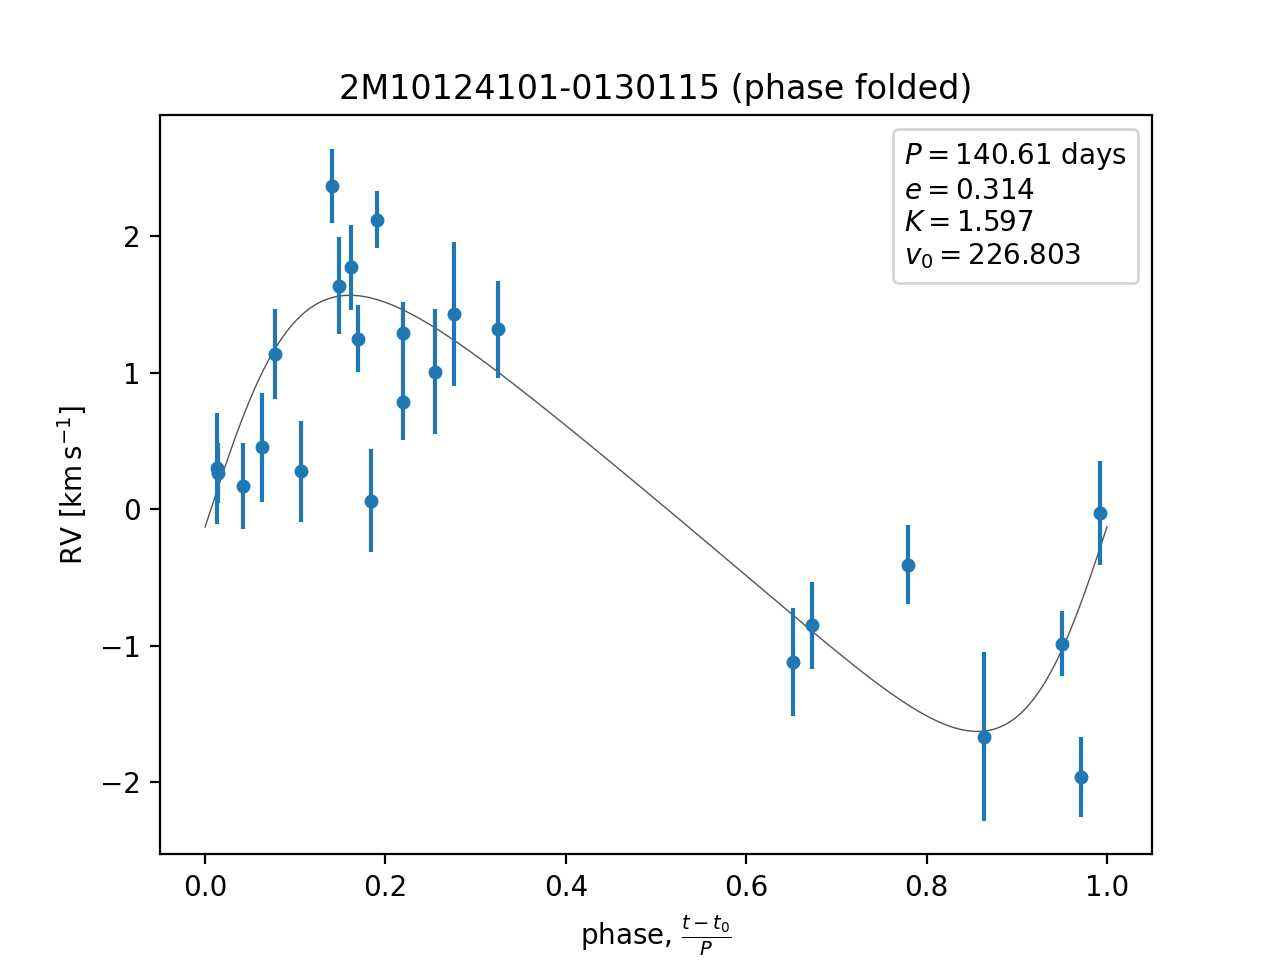 2M10124101-0130115 (phase folded)
P = 140.61 days
e = 0.314
K = 1.597
v₀ = 226.803
2
1
0
−1
−2
RV [km s⁻¹]
0.0 0.2 0.4 0.6 0.8 1.0
phase, (t − t₀)/P